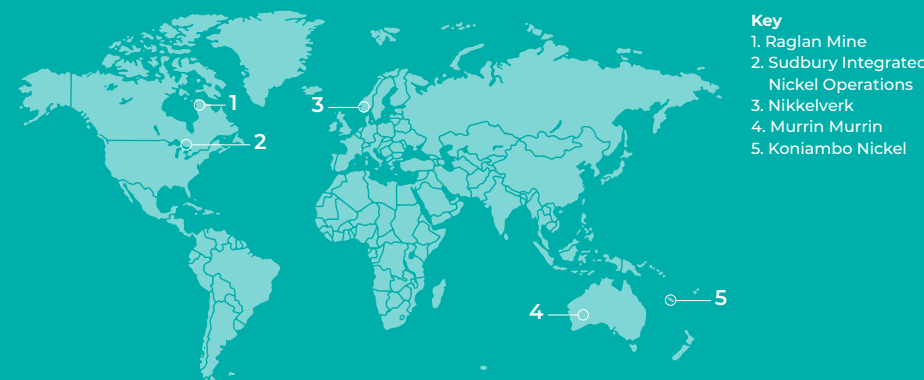 Key
1. Raglan Mine
2. Sudbury Integrated
Nickel Operations
3. Nikkelverk
4. Murrin Murrin
5. Koniambo Nickel
1
2
3
4
5